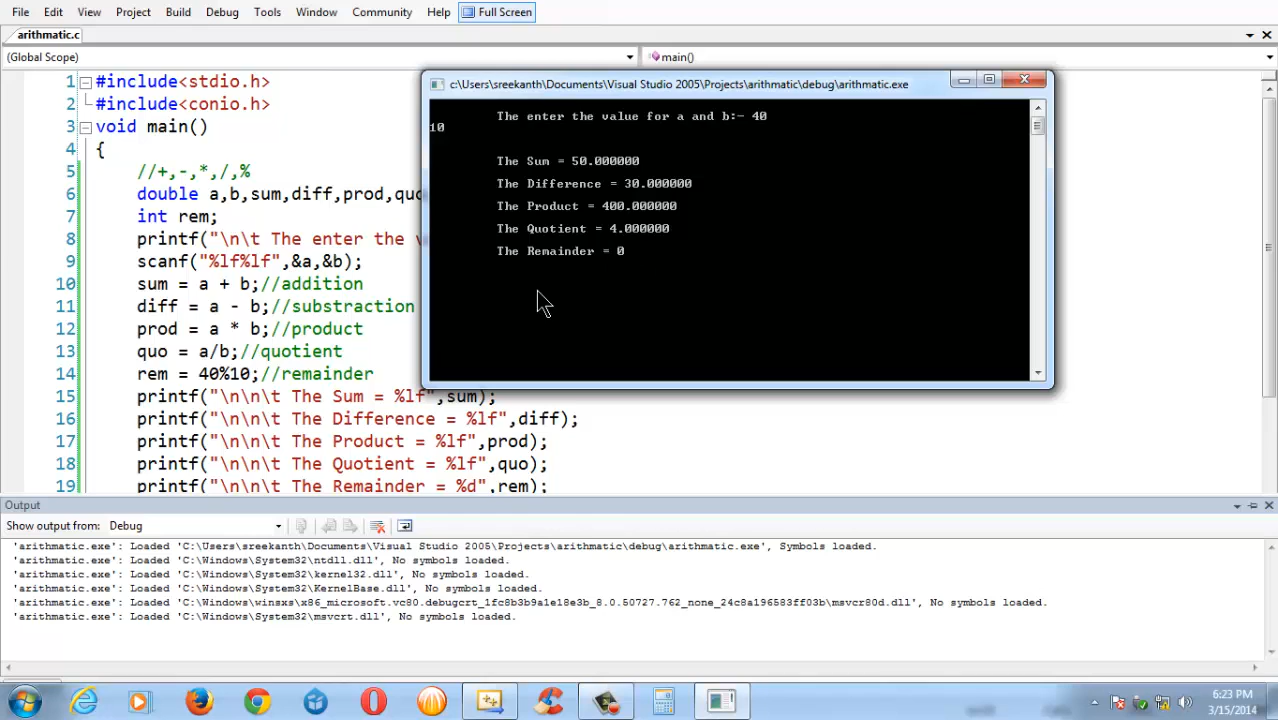 File Edit View Project Build Debug Tools Window Community Help Full Screen
arithmatic.c
(Global Scope) main()
1 #include<stdio.h>
2 #include<conio.h>
3 void main()
4 {
5 //+,-,*,/,%
6 double a,b,sum,diff,prod,quo
7 int rem;
8 printf("\n\t The enter the v
9 scanf("%lf%lf",&a,&b);
10 sum = a + b;//addition
11 diff = a - b;//substraction
12 prod = a * b;//product
13 quo = a/b;//quotient
14 rem = 40%10;//remainder
15 printf("\n\n\t The Sum = %lf",sum);
16 printf("\n\n\t The Difference = %lf",diff);
17 printf("\n\n\t The Product = %lf",prod);
18 printf("\n\n\t The Quotient = %lf",quo);
19 printf("\n\n\t The Remainder = %d",rem);
c:\Users\sreekanth\Documents\Visual Studio 2005\Projects\arithmatic\debug\arithmatic.exe
The enter the value for a and b:- 40
10
The Sum = 50.000000
The Difference = 30.000000
The Product = 400.000000
The Quotient = 4.000000
The Remainder = 0
Output
Show output from: Debug
'arithmatic.exe': Loaded 'C:\Users\sreekanth\Documents\Visual Studio 2005\Projects\arithmatic\debug\arithmatic.exe', Symbols loaded.
'arithmatic.exe': Loaded 'C:\Windows\System32\ntdll.dll', No symbols loaded.
'arithmatic.exe': Loaded 'C:\Windows\System32\kernel32.dll', No symbols loaded.
'arithmatic.exe': Loaded 'C:\Windows\System32\KernelBase.dll', No symbols loaded.
'arithmatic.exe': Loaded 'C:\Windows\winsxs\x86_microsoft.vc80.debugcrt_1fc8b3b9a1e18e3b_8.0.50727.762_none_24c8a196583ff03b\msvcr80d.dll', No symbols loaded.
'arithmatic.exe': Loaded 'C:\Windows\System32\msvcrt.dll', No symbols loaded.
6:23 PM
3/15/2014